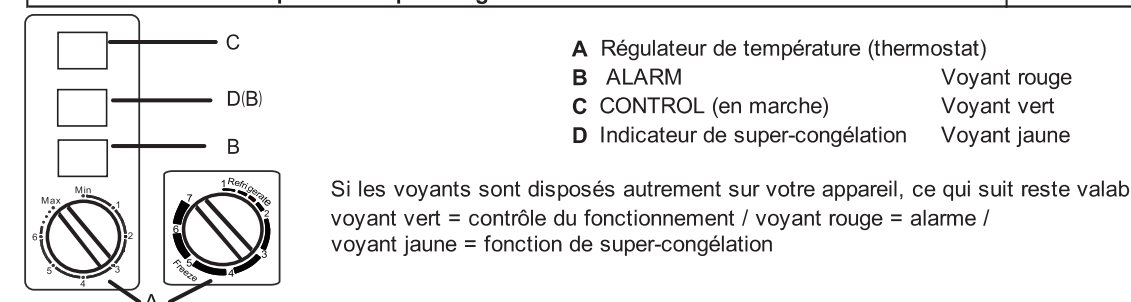 C
D(B)
B
A Régulateur de température (thermostat)
B ALARM Voyant rouge
C CONTROL (en marche) Voyant vert
D Indicateur de super-congélation Voyant jaune
Si les voyants sont disposés autrement sur votre appareil, ce qui suit reste valab
voyant vert = contrôle du fonctionnement / voyant rouge = alarme /
voyant jaune = fonction de super-congélation
Min
Max
1
2
3
4
5
6
1 Refrigerate
2
3
4
5
6
7
Freeze
A